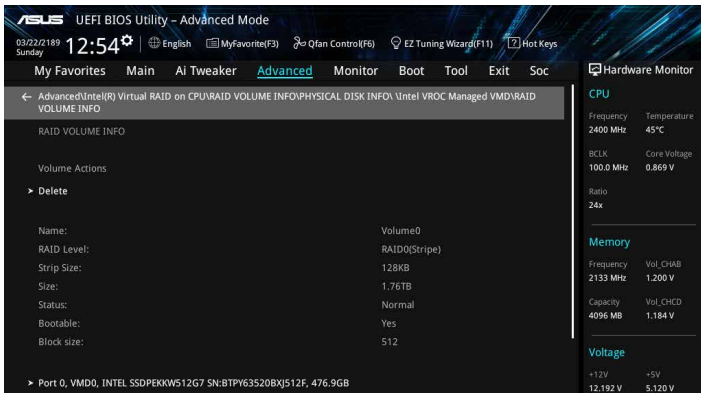 ASUS UEFI BIOS Utility – Advanced Mode
03/22/2189 Sunday 12:54 English MyFavorite(F3) Qfan Control(F6) EZ Tuning Wizard(F11) ? Hot Keys
My Favorites Main Ai Tweaker Advanced Monitor Boot Tool Exit Soc
← Advanced\Intel(R) Virtual RAID on CPU\RAID VOLUME INFO\PHYSICAL DISK INFO\ \Intel VROC Managed VMD\RAID
VOLUME INFO
RAID VOLUME INFO
Volume Actions
> Delete
Name: Volume0
RAID Level: RAID0(Stripe)
Strip Size: 128KB
Size: 1.76TB
Status: Normal
Bootable: Yes
Block size: 512
> Port 0, VMD0, INTEL SSDPEKKW512G7 SN:BTPY63520BXJ512F, 476.9GB
Hardware Monitor
CPU
Frequency Temperature
2400 MHz 45°C
BCLK Core Voltage
100.0 MHz 0.869 V
Ratio
24x
Memory
Frequency Vol_CHAB
2133 MHz 1.200 V
Capacity Vol_CHCD
4096 MB 1.184 V
Voltage
+12V +5V
12.192 V 5.120 V